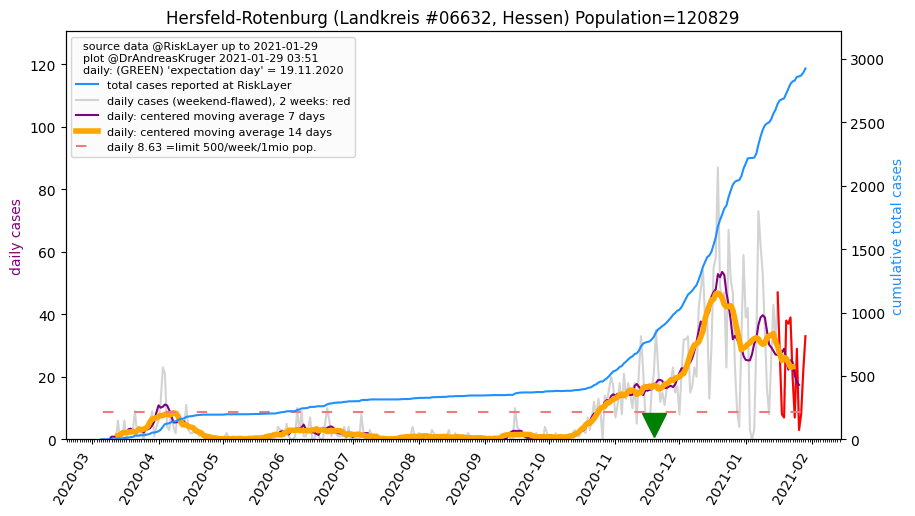 Hersfeld-Rotenburg (Landkreis #06632, Hessen) Population=120829
source data @RiskLayer up to 2021-01-29
plot @DrAndreasKruger 2021-01-29 03:51
daily: (GREEN) 'expectation day' = 19.11.2020
total cases reported at RiskLayer
daily cases (weekend-flawed), 2 weeks: red
daily: centered moving average 7 days
daily: centered moving average 14 days
daily 8.63 =limit 500/week/1mio pop.
daily cases
120
100
80
60
40
20
0
3000
2500
2000
1500
1000
500
0
cumulative total cases
2020-03
2020-04
2020-05
2020-06
2020-07
2020-08
2020-09
2020-10
2020-11
2020-12
2021-01
2021-02